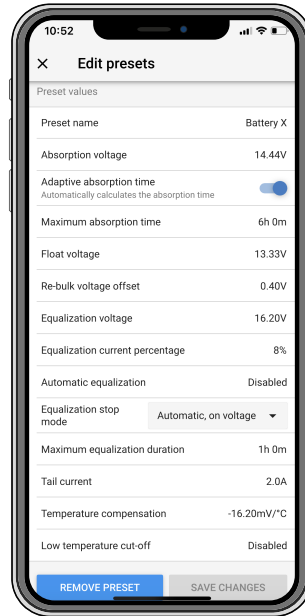 10:52
Edit presets
Preset values
Preset name Battery X
Absorption voltage 14.44V
Adaptive absorption time
Automatically calculates the absorption time
Maximum absorption time 6h 0m
Float voltage 13.33V
Re-bulk voltage offset 0.40V
Equalization voltage 16.20V
Equalization current percentage 8%
Automatic equalization Disabled
Equalization stop
mode Automatic, on voltage
Maximum equalization duration 1h 0m
Tail current 2.0A
Temperature compensation -16.20mV/°C
Low temperature cut-off Disabled
REMOVE PRESET SAVE CHANGES